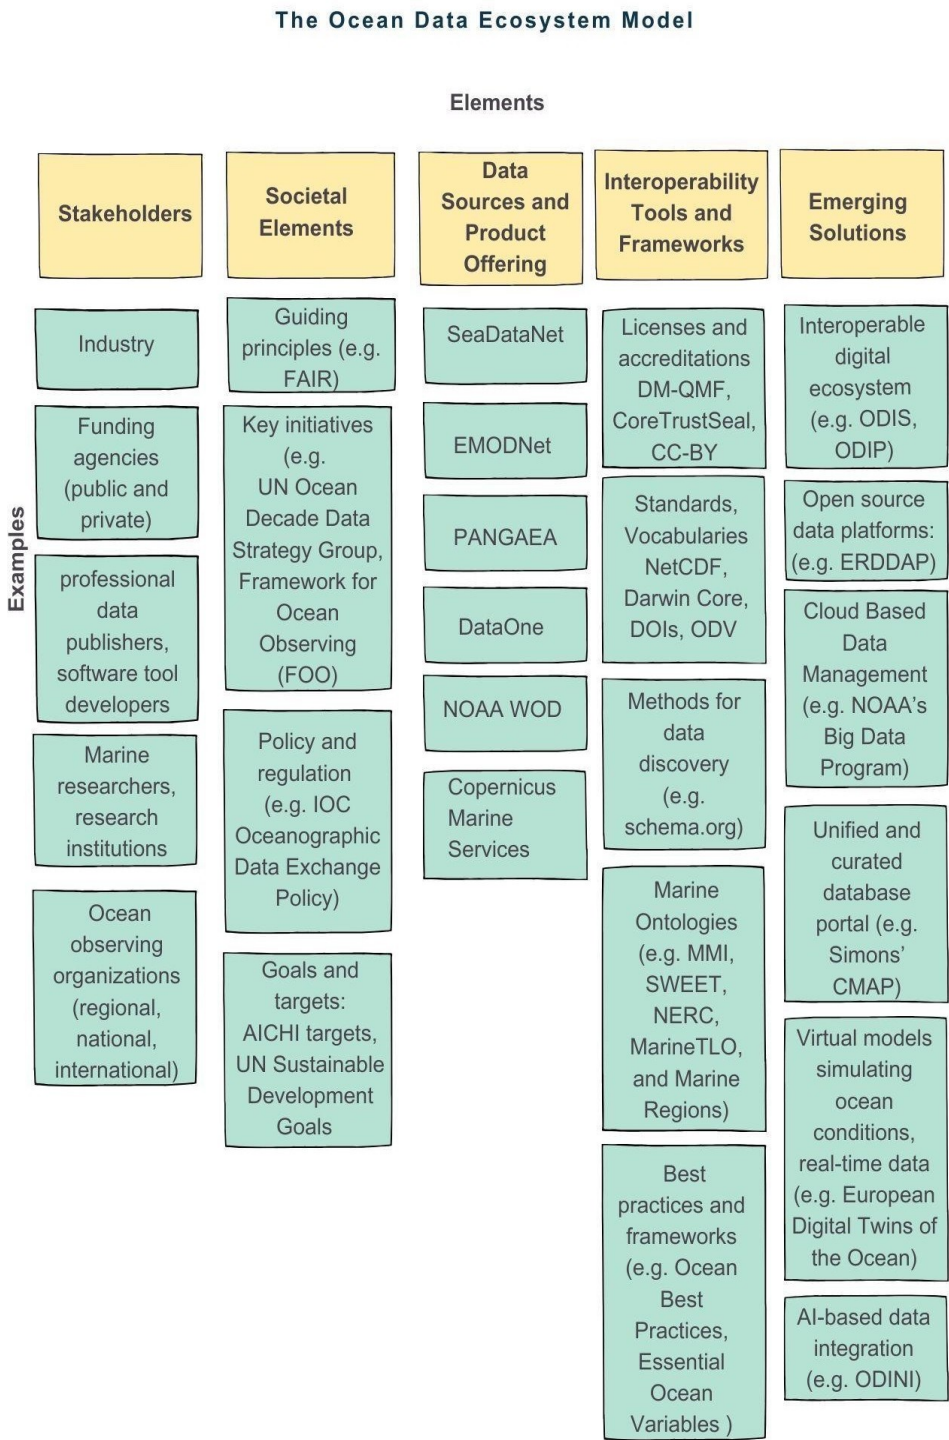 The Ocean Data Ecosystem Model
Elements
Examples
Stakeholders
Industry
Funding
agencies
(public and
private)
professional
data
publishers,
software tool
developers
Marine
researchers,
research
institutions
Ocean
observing
organizations
(regional,
national,
international)
Societal
Elements
Guiding
principles (e.g.
FAIR)
Key initiatives
(e.g.
UN Ocean
Decade Data
Strategy Group,
Framework for
Ocean
Observing
(FOO)
Policy and
regulation
(e.g. IOC
Oceanographic
Data Exchange
Policy)
Goals and
targets:
AICHI targets,
UN Sustainable
Development
Goals
Data
Sources and
Product
Offering
SeaDataNet
EMODNet
PANGAEA
DataOne
NOAA WOD
Copernicus
Marine
Services
Interoperability
Tools and
Frameworks
Licenses and
accreditations
DM-QMF,
CoreTrustSeal,
CC-BY
Standards,
Vocabularies
NetCDF,
Darwin Core,
DOIs, ODV
Methods for
data
discovery
(e.g.
schema.org)
Marine
Ontologies
(e.g. MMI,
SWEET,
NERC,
MarineTLO,
and Marine
Regions)
Best
practices and
frameworks
(e.g. Ocean
Best
Practices,
Essential
Ocean
Variables )
Emerging
Solutions
Interoperable
digital
ecosystem
(e.g. ODIS,
ODIP)
Open source
data platforms:
(e.g. ERDDAP)
Cloud Based
Data
Management
(e.g. NOAA's
Big Data
Program)
Unified and
curated
database
portal (e.g.
Simons'
CMAP)
Virtual models
simulating
ocean
conditions,
real-time data
(e.g. European
Digital Twins of
the Ocean)
AI-based data
integration
(e.g. ODINI)